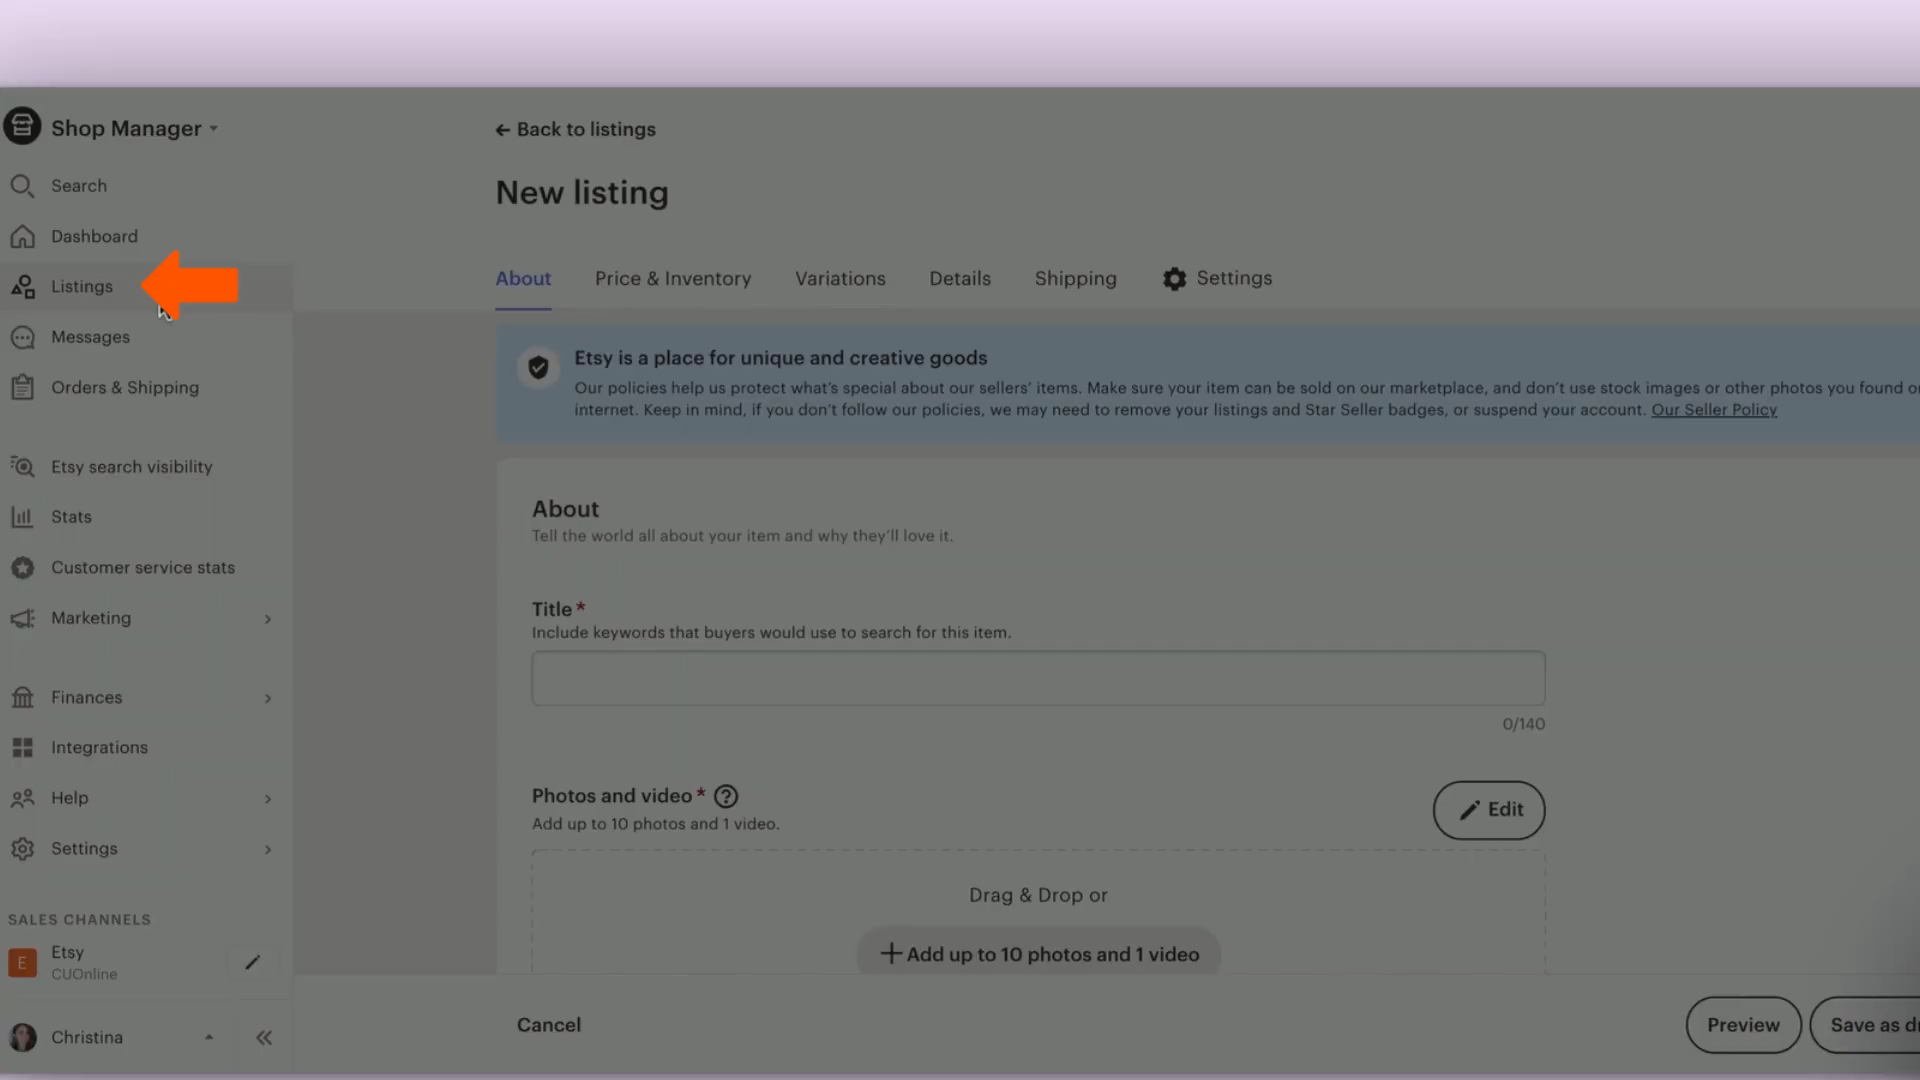 Shop Manager
Search
Dashboard
Listings
Messages
Orders & Shipping
Etsy search visibility
Stats
Customer service stats
Marketing
Finances
Integrations
Help
Settings
SALES CHANNELS
E
Etsy
CUOnline
Christina
Back to listings
New listing
About
Price & Inventory
Variations
Details
Shipping
Settings
Etsy is a place for unique and creative goods
Our policies help us protect what's special about our sellers' items. Make sure your item can be sold on our marketplace, and don't use stock images or other photos you found
internet. Keep in mind, if you don't follow our policies, we may need to remove your listings and Star Seller badges, or suspend your account. Our Seller Policy
About
Tell the world all about your item and why they'll love it.
Title *
Include keywords that buyers would use to search for this item.
0/140
Photos and video * ?
Add up to 10 photos and 1 video.
Edit
Drag & Drop or
+ Add up to 10 photos and 1 video
Cancel
Preview
Save as